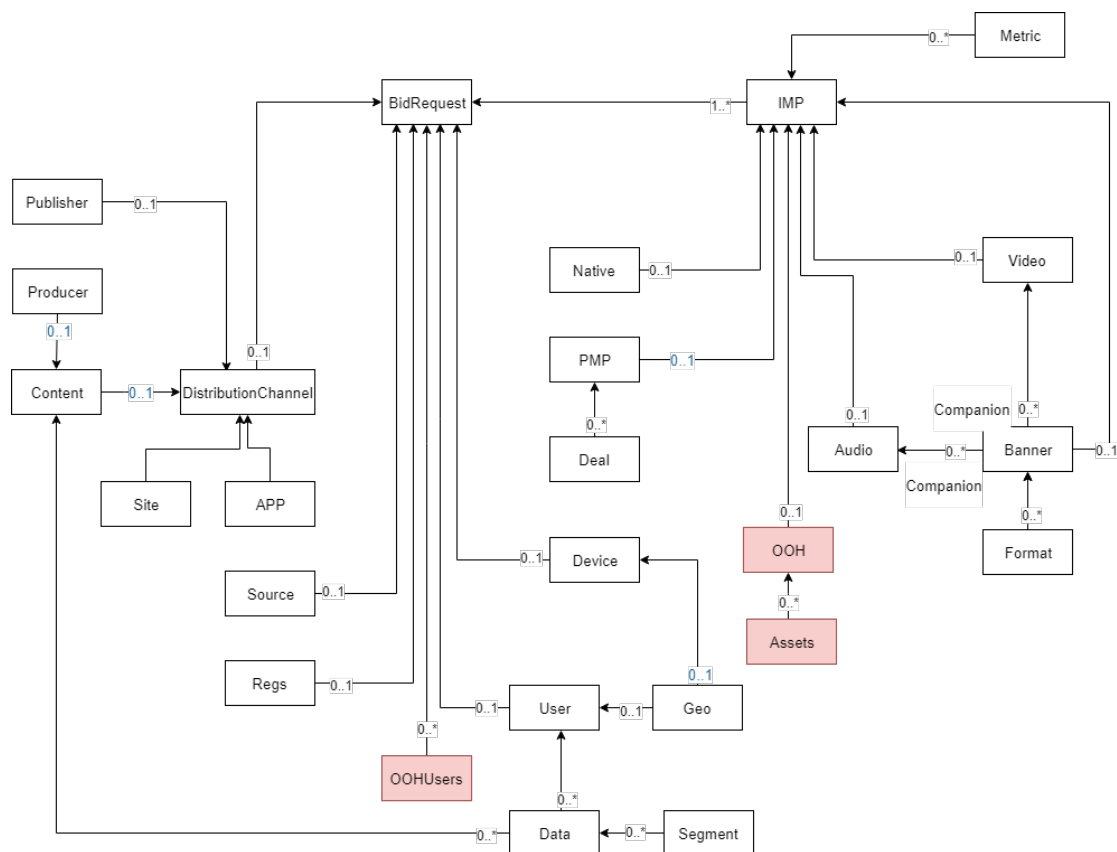 Metric
0..*
BidRequest
1..*
IMP
Publisher
0..1
Native
0..1
0..1
Video
Producer
0..1
0..1
PMP
0..1
Content
0..1
DistributionChannel
0..1
Companion
0..*
0..*
Deal
Audio
0..*
Banner
0..1
Companion
Site
APP
0..1
0..*
OOH
Format
0..1
Device
Source
0..1
0..*
Assets
0..1
Regs
0..1
0..1
User
0..1
Geo
0..*
OOHUsers
0..*
0..*
Data
0..*
Segment